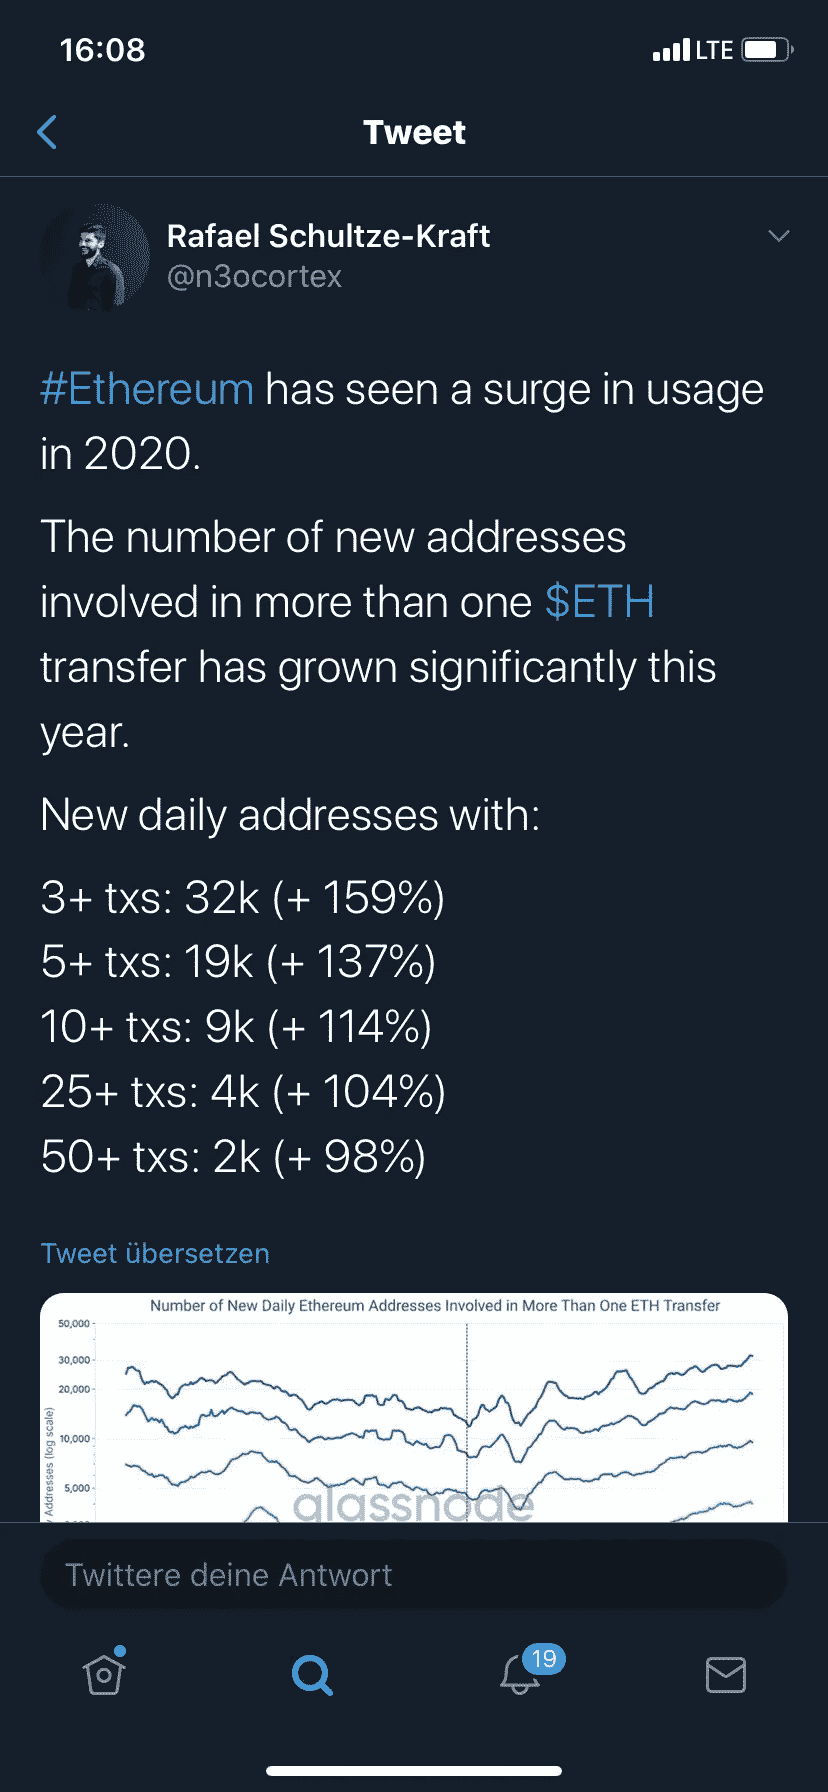 16:08
LTE
Tweet
Rafael Schultze-Kraft
@n3ocortex
#Ethereum has seen a surge in usage
in 2020.
The number of new addresses
involved in more than one $ETH
transfer has grown significantly this
year.
New daily addresses with:
3+ txs: 32k (+ 159%)
5+ txs: 19k (+ 137%)
10+ txs: 9k (+ 114%)
25+ txs: 4k (+ 104%)
50+ txs: 2k (+ 98%)
Tweet übersetzen
Number of New Daily Ethereum Addresses Involved in More Than One ETH Transfer
50,000
30,000
20,000
10,000
5,000
Addresses (log scale)
glassnode
Twittere deine Antwort
19